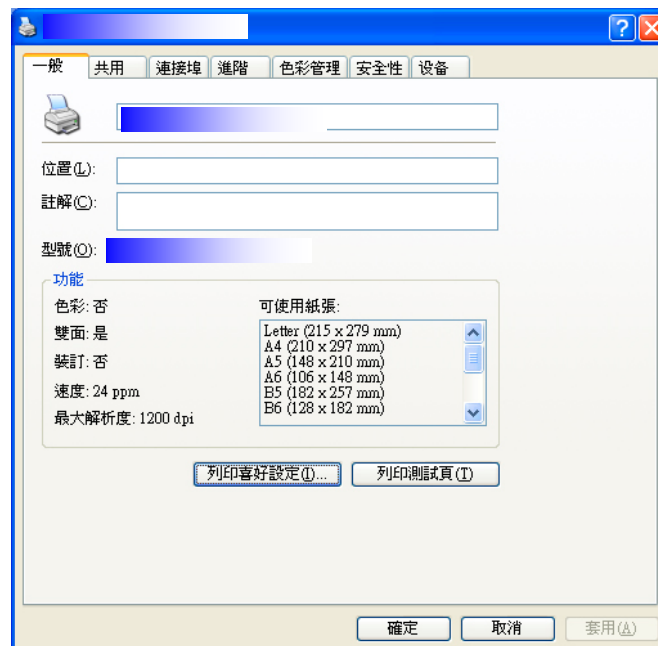 一般 共用 連接埠 進階 色彩管理 安全性 设备
位置(L):
註解(C):
型號(O):
功能
色彩: 否 可使用紙張:
雙面: 是
裝訂: 否
速度: 24 ppm
最大解析度: 1200 dpi
Letter (215 x 279 mm)
A4 (210 x 297 mm)
A5 (148 x 210 mm)
A6 (106 x 148 mm)
B5 (182 x 257 mm)
B6 (128 x 182 mm)
列印喜好設定(I)... 列印測試頁(T)
確定 取消 套用(A)